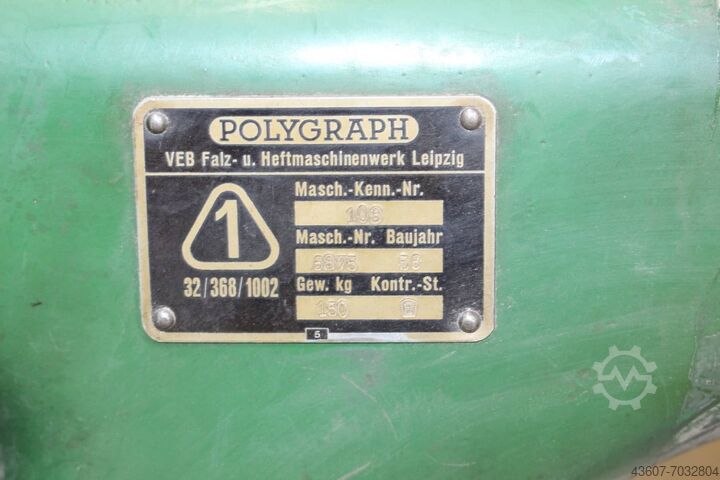 POLYGRAPH
VEB Falz- u. Heftmaschinenwerk Leipzig
1
32/368/1002
Masch.-Kenn.-Nr.
Masch.-Nr. Baujahr
Gew. kg Kontr.-St.
150
5
43607-7032804